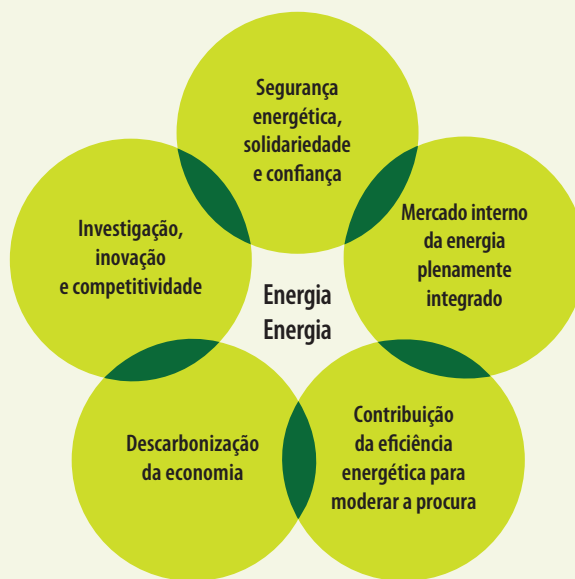 Segurança
energética,
solidariedade
e confiança
Mercado interno
da energia
plenamente
integrado
Investigação,
inovação
e competitividade
Energia
Energia
Contribuição
da eficiência
energética para
moderar a procura
Descarbonização
da economia